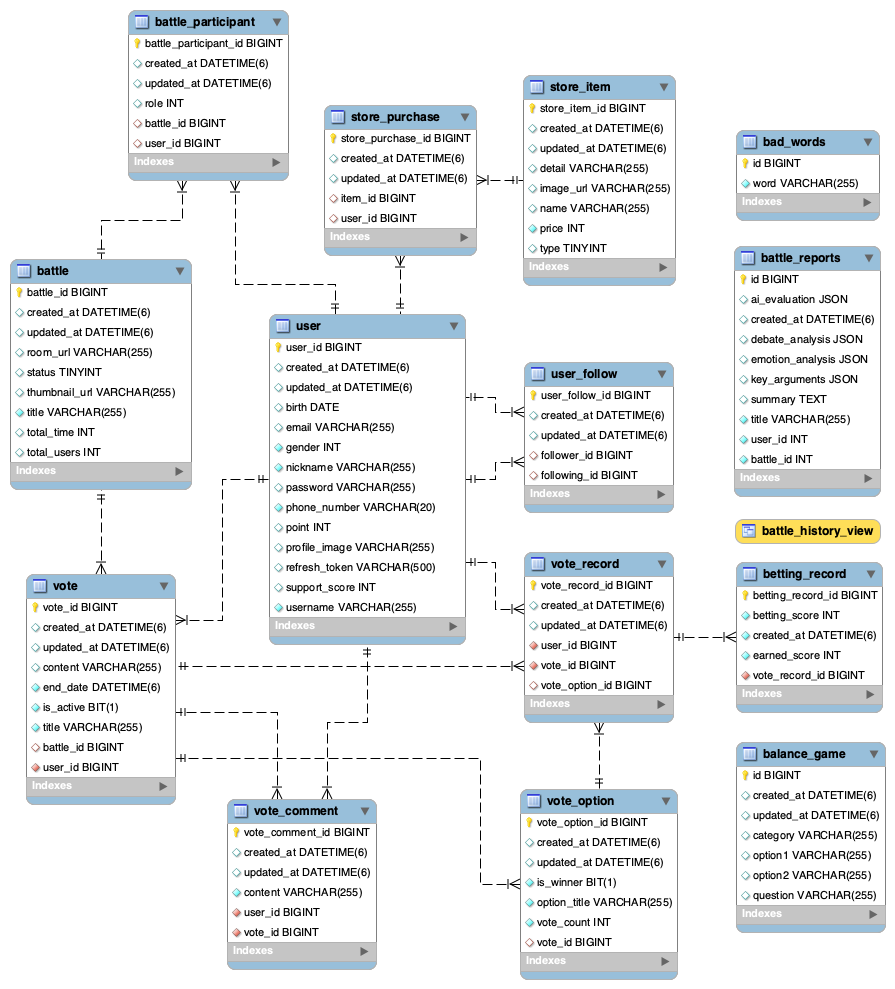 battle_participant
battle_participant_id BIGINT
created_at DATETIME(6)
updated_at DATETIME(6)
role INT
battle_id BIGINT
user_id BIGINT
Indexes
store_purchase
store_purchase_id BIGINT
created_at DATETIME(6)
updated_at DATETIME(6)
item_id BIGINT
user_id BIGINT
Indexes
store_item
store_item_id BIGINT
created_at DATETIME(6)
updated_at DATETIME(6)
detail VARCHAR(255)
image_url VARCHAR(255)
name VARCHAR(255)
price INT
type TINYINT
Indexes
bad_words
id BIGINT
word VARCHAR(255)
Indexes
battle
battle_id BIGINT
created_at DATETIME(6)
updated_at DATETIME(6)
room_url VARCHAR(255)
status TINYINT
thumbnail_url VARCHAR(255)
title VARCHAR(255)
total_time INT
total_users INT
Indexes
user
user_id BIGINT
created_at DATETIME(6)
updated_at DATETIME(6)
birth DATE
email VARCHAR(255)
gender INT
nickname VARCHAR(255)
password VARCHAR(255)
phone_number VARCHAR(20)
point INT
profile_image VARCHAR(255)
refresh_token VARCHAR(500)
support_score INT
username VARCHAR(255)
Indexes
user_follow
user_follow_id BIGINT
created_at DATETIME(6)
updated_at DATETIME(6)
follower_id BIGINT
following_id BIGINT
Indexes
battle_reports
id BIGINT
ai_evaluation JSON
created_at DATETIME(6)
debate_analysis JSON
emotion_analysis JSON
key_arguments JSON
summary TEXT
title VARCHAR(255)
user_id INT
battle_id INT
Indexes
battle_history_view
vote
vote_id BIGINT
created_at DATETIME(6)
updated_at DATETIME(6)
content VARCHAR(255)
end_date DATETIME(6)
is_active BIT(1)
title VARCHAR(255)
battle_id BIGINT
user_id BIGINT
Indexes
vote_record
vote_record_id BIGINT
created_at DATETIME(6)
updated_at DATETIME(6)
user_id BIGINT
vote_id BIGINT
vote_option_id BIGINT
Indexes
betting_record
betting_record_id BIGINT
betting_score INT
created_at DATETIME(6)
earned_score INT
vote_record_id BIGINT
Indexes
vote_comment
vote_comment_id BIGINT
created_at DATETIME(6)
updated_at DATETIME(6)
content VARCHAR(255)
user_id BIGINT
vote_id BIGINT
Indexes
vote_option
vote_option_id BIGINT
created_at DATETIME(6)
updated_at DATETIME(6)
is_winner BIT(1)
option_title VARCHAR(255)
vote_count INT
vote_id BIGINT
Indexes
balance_game
id BIGINT
created_at DATETIME(6)
updated_at DATETIME(6)
category VARCHAR(255)
option1 VARCHAR(255)
option2 VARCHAR(255)
question VARCHAR(255)
Indexes